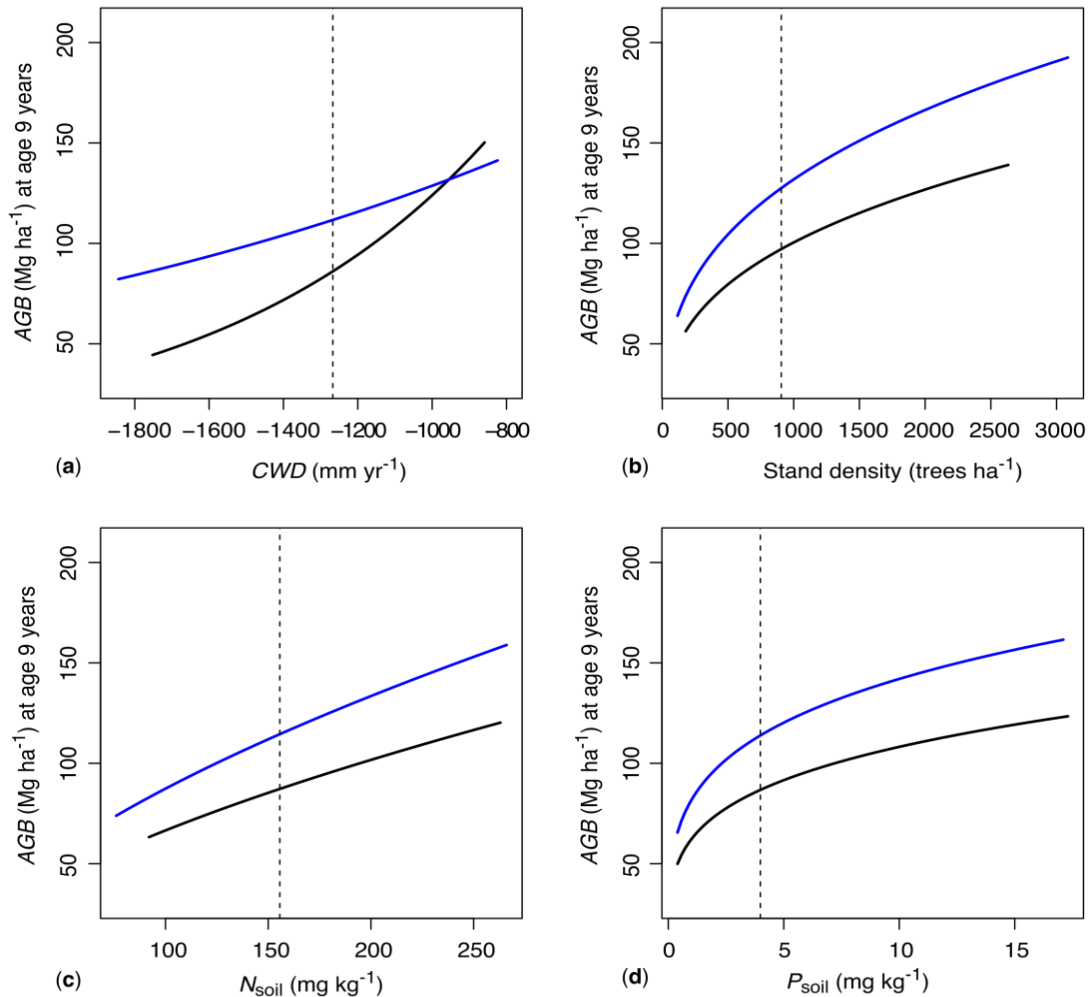 AGB (Mg ha⁻¹) at age 9 years
200
150
100
50
−1800 −1600 −1400 −1200 −1000 −800
(a) CWD (mm yr⁻¹)
AGB (Mg ha⁻¹) at age 9 years
200
150
100
50
0 500 1000 1500 2000 2500 3000
(b) Stand density (trees ha⁻¹)
AGB (Mg ha⁻¹) at age 9 years
200
150
100
50
100 150 200 250
(c) Nsoil (mg kg⁻¹)
AGB (Mg ha⁻¹) at age 9 years
200
150
100
50
0 5 10 15
(d) Psoil (mg kg⁻¹)